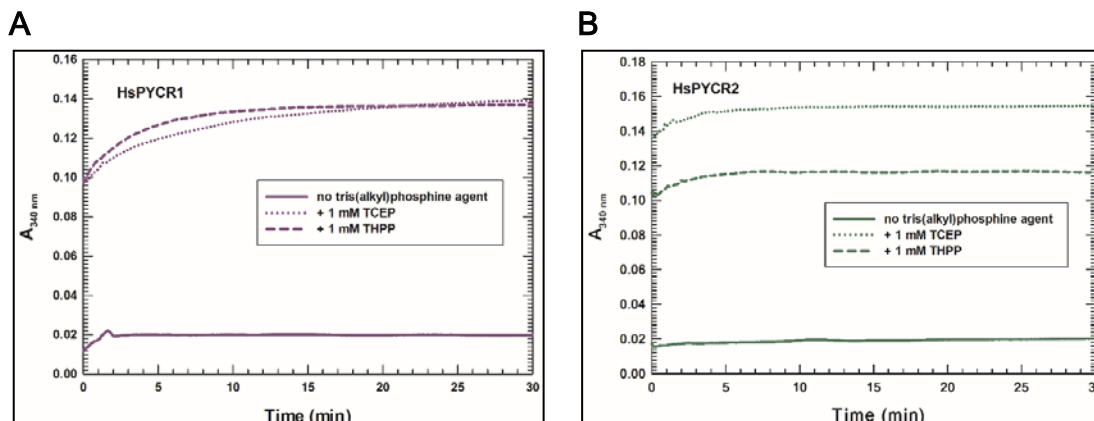 A
B
0.16
0.14
0.12
0.10
0.08
0.06
0.04
0.02
0.00
A340 nm
HsPYCR1
no tris(alkyl)phosphine agent
+ 1 mM TCEP
+ 1 mM THPP
0
5
10
15
20
25
30
Time (min)
0.18
0.16
0.14
0.12
0.10
0.08
0.06
0.04
0.02
0.00
A340 nm
HsPYCR2
no tris(alkyl)phosphine agent
+ 1 mM TCEP
+ 1 mM THPP
0
5
10
15
20
25
30
Time (min)